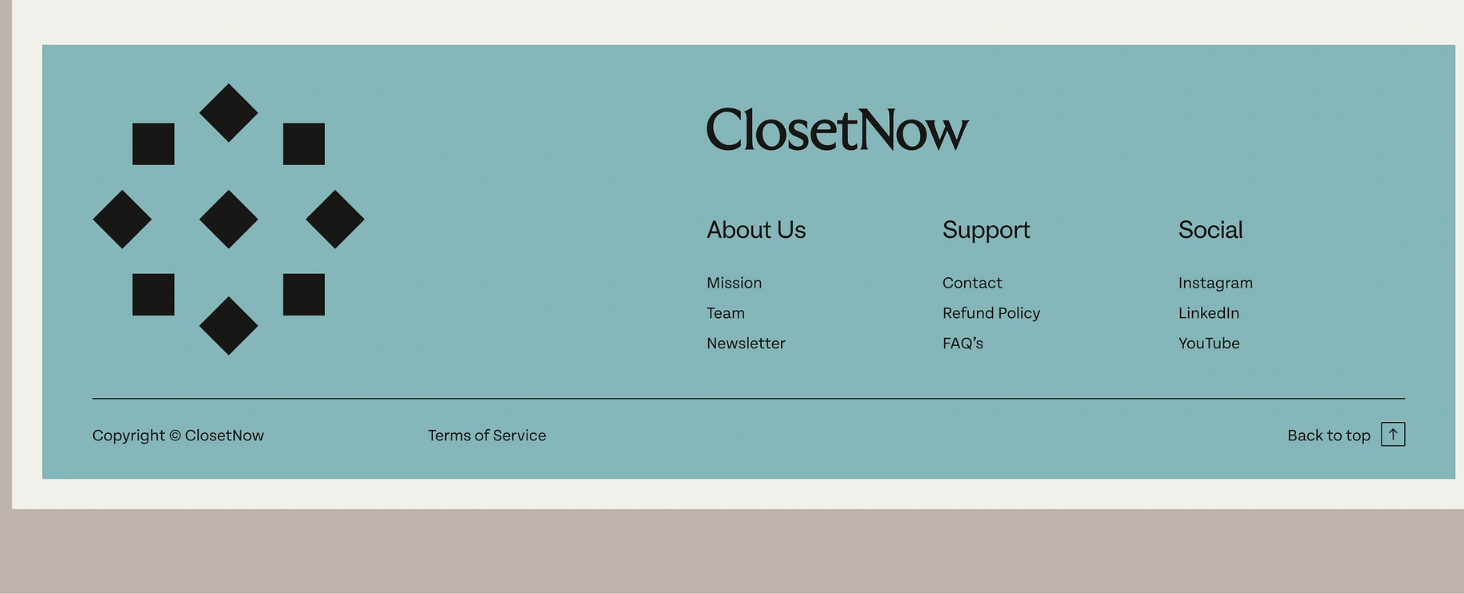 ClosetNow
About Us
Mission
Team
Newsletter
Support
Contact
Refund Policy
FAQ’s
Social
Instagram
LinkedIn
YouTube
Copyright © ClosetNow
Terms of Service
Back to top